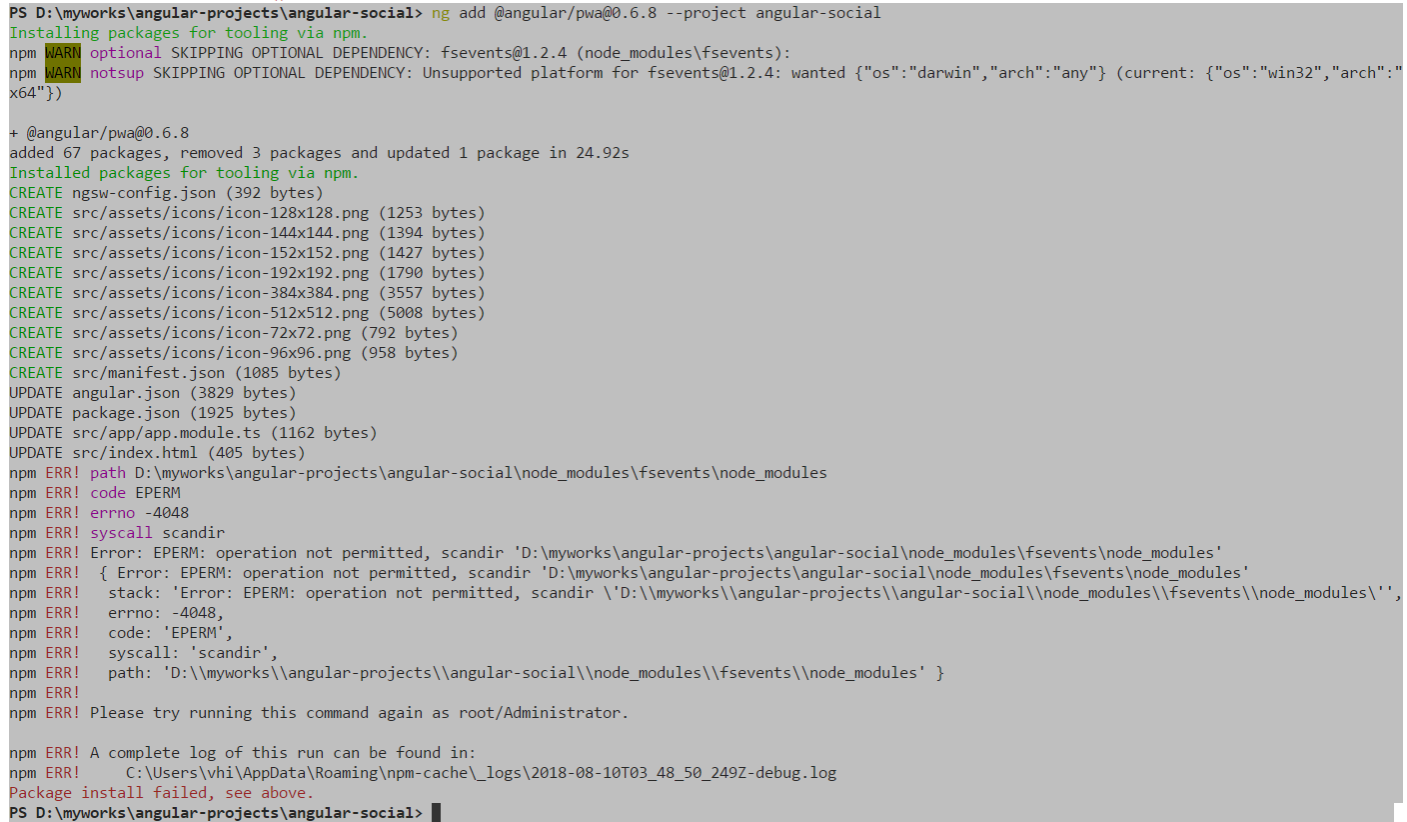 PS D:\myworks\angular-projects\angular-social> ng add @angular/pwa@0.6.8 --project angular-social
Installing packages for tooling via npm.
npm WARN optional SKIPPING OPTIONAL DEPENDENCY: fsevents@1.2.4 (node_modules\fsevents):
npm WARN notsup SKIPPING OPTIONAL DEPENDENCY: Unsupported platform for fsevents@1.2.4: wanted {"os":"darwin","arch":"any"} (current: {"os":"win32","arch":"
x64"})
+ @angular/pwa@0.6.8
added 67 packages, removed 3 packages and updated 1 package in 24.92s
Installed packages for tooling via npm.
CREATE ngsw-config.json (392 bytes)
CREATE src/assets/icons/icon-128x128.png (1253 bytes)
CREATE src/assets/icons/icon-144x144.png (1394 bytes)
CREATE src/assets/icons/icon-152x152.png (1427 bytes)
CREATE src/assets/icons/icon-192x192.png (1790 bytes)
CREATE src/assets/icons/icon-384x384.png (3557 bytes)
CREATE src/assets/icons/icon-512x512.png (5008 bytes)
CREATE src/assets/icons/icon-72x72.png (792 bytes)
CREATE src/assets/icons/icon-96x96.png (958 bytes)
CREATE src/manifest.json (1085 bytes)
UPDATE angular.json (3829 bytes)
UPDATE package.json (1925 bytes)
UPDATE src/app/app.module.ts (1162 bytes)
UPDATE src/index.html (405 bytes)
npm ERR! path D:\myworks\angular-projects\angular-social\node_modules\fsevents\node_modules
npm ERR! code EPERM
npm ERR! errno -4048
npm ERR! syscall scandir
npm ERR! Error: EPERM: operation not permitted, scandir 'D:\myworks\angular-projects\angular-social\node_modules\fsevents\node_modules'
npm ERR!  { Error: EPERM: operation not permitted, scandir 'D:\myworks\angular-projects\angular-social\node_modules\fsevents\node_modules'
npm ERR!   stack: 'Error: EPERM: operation not permitted, scandir \'D:\\myworks\\angular-projects\\angular-social\\node_modules\\fsevents\\node_modules\'',
npm ERR!   errno: -4048,
npm ERR!   code: 'EPERM',
npm ERR!   syscall: 'scandir',
npm ERR!   path: 'D:\\myworks\\angular-projects\\angular-social\\node_modules\\fsevents\\node_modules' }
npm ERR!
npm ERR! Please try running this command again as root/Administrator.
npm ERR! A complete log of this run can be found in:
npm ERR!     C:\Users\vhi\AppData\Roaming\npm-cache\_logs\2018-08-10T03_48_50_249Z-debug.log
Package install failed, see above.
PS D:\myworks\angular-projects\angular-social>